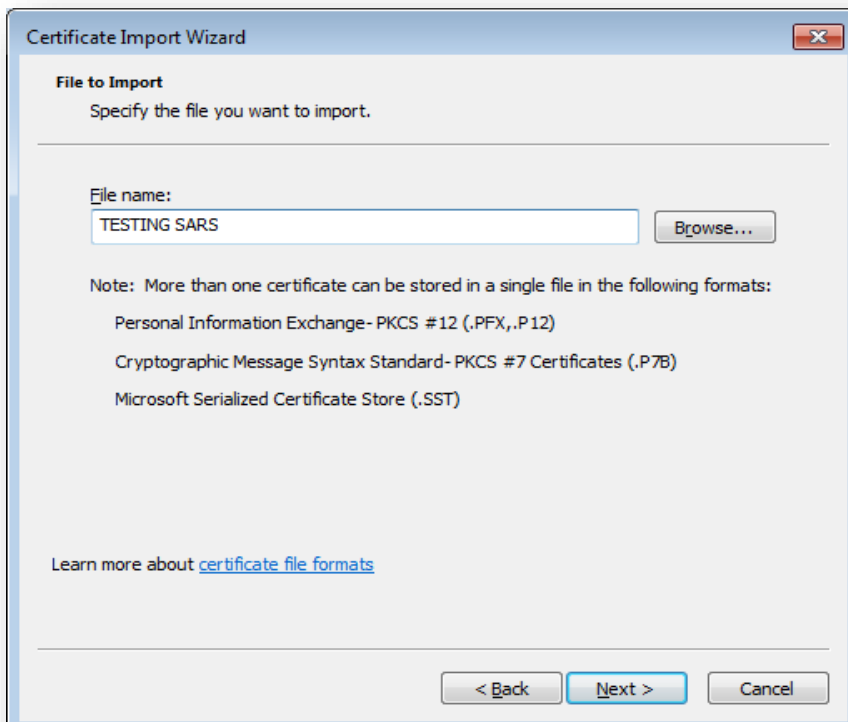 Certificate Import Wizard
File to Import
Specify the file you want to import.
File name:
TESTING SARS
Browse...
Note: More than one certificate can be stored in a single file in the following formats:
Personal Information Exchange- PKCS #12 (.PFX,.P12)
Cryptographic Message Syntax Standard- PKCS #7 Certificates (.P7B)
Microsoft Serialized Certificate Store (.SST)
Learn more about certificate file formats
< Back
Next >
Cancel